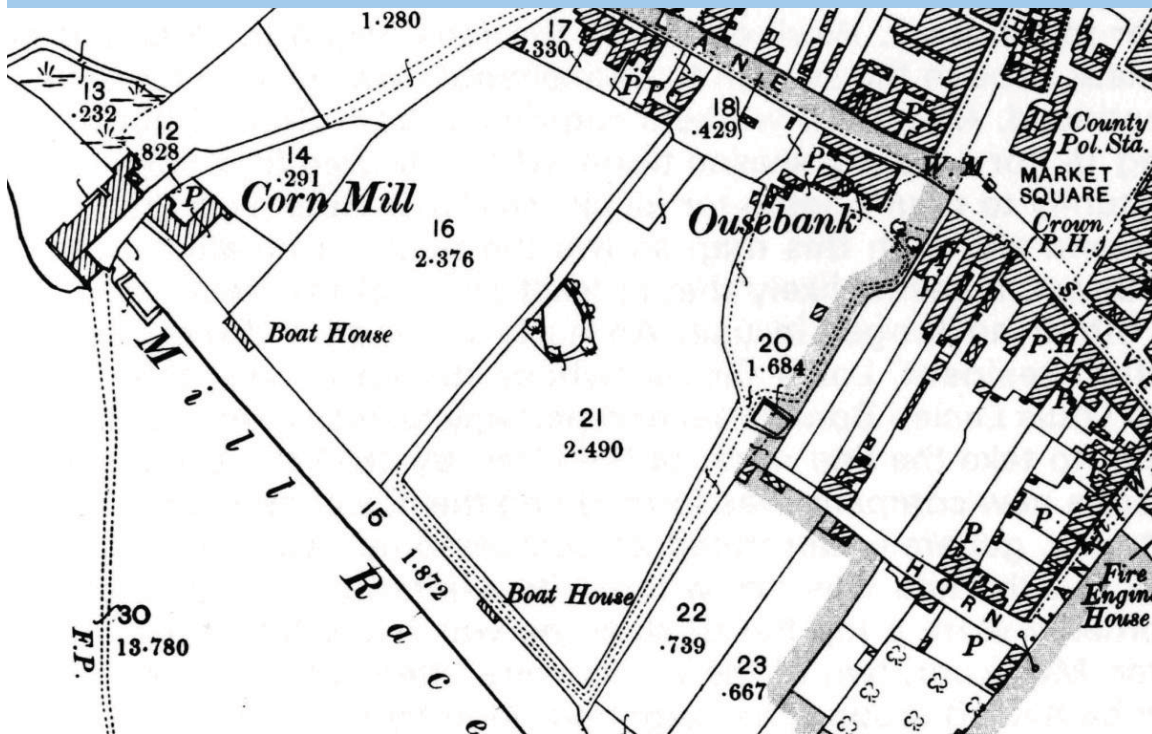 1·280
17
·330
L A N E
13
·232
12
·828
P
14
·291
P
P
18
·429
P
P
County
Pol. Sta.
W. M.
MARKET
SQUARE
Crown
P. H.
Corn Mill
16
2·376
Ousebank
P
P
Boat House
20
1·684
P. H.
P
21
2·490
Mill Race
15
1·872
Boat House
22
·739
23
·667
HORN
P
P
P
Fire
Engine
House
30
13·780
F.P.